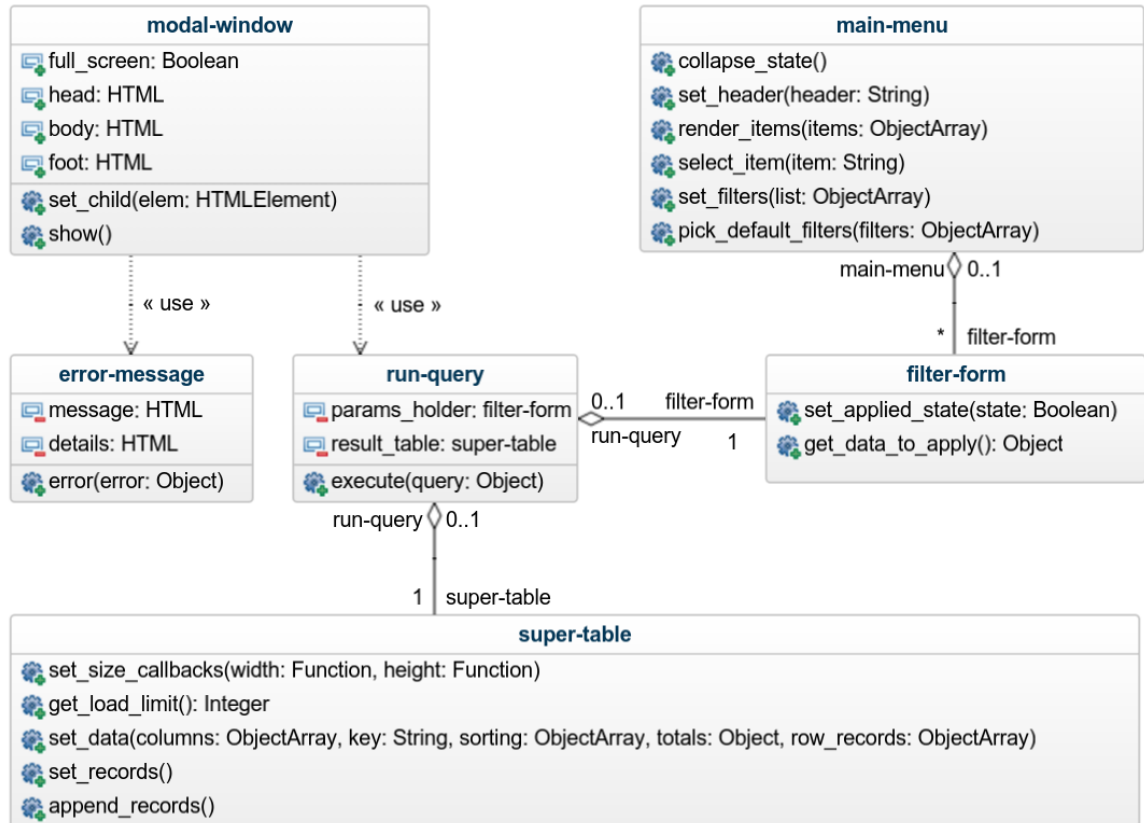 modal-window
full_screen: Boolean
head: HTML
body: HTML
foot: HTML
set_child(elem: HTMLElement)
show()
main-menu
collapse_state()
set_header(header: String)
render_items(items: ObjectArray)
select_item(item: String)
set_filters(list: ObjectArray)
pick_default_filters(filters: ObjectArray)
main-menu 0..1
« use »
« use »
* filter-form
error-message
message: HTML
details: HTML
error(error: Object)
run-query
params_holder: filter-form
result_table: super-table
execute(query: Object)
0..1 filter-form
run-query 1
filter-form
set_applied_state(state: Boolean)
get_data_to_apply(): Object
run-query 0..1
1 super-table
super-table
set_size_callbacks(width: Function, height: Function)
get_load_limit(): Integer
set_data(columns: ObjectArray, key: String, sorting: ObjectArray, totals: Object, row_records: ObjectArray)
set_records()
append_records()